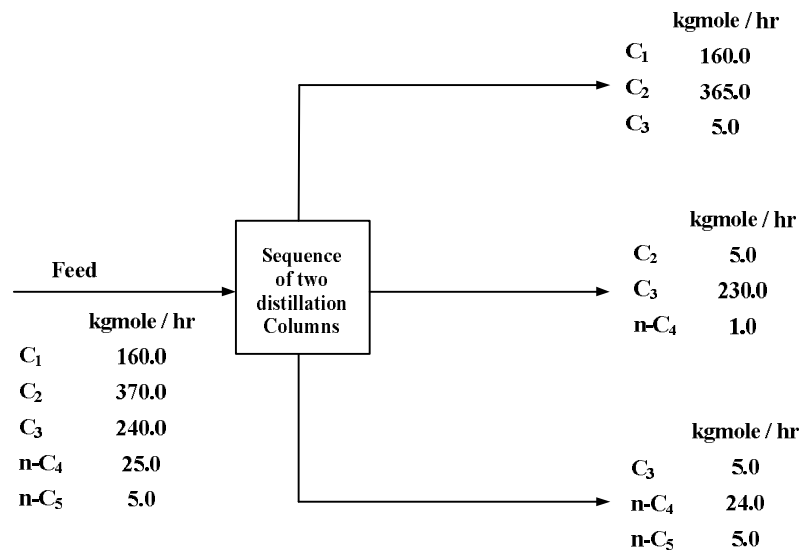 kgmole / hr
C₁ 160.0
C₂ 365.0
C₃ 5.0
kgmole / hr
C₂ 5.0
C₃ 230.0
n-C₄ 1.0
Sequence
of two
distillation
Columns
Feed
kgmole / hr
C₁ 160.0
C₂ 370.0
C₃ 240.0
n-C₄ 25.0
n-C₅ 5.0
kgmole / hr
C₃ 5.0
n-C₄ 24.0
n-C₅ 5.0